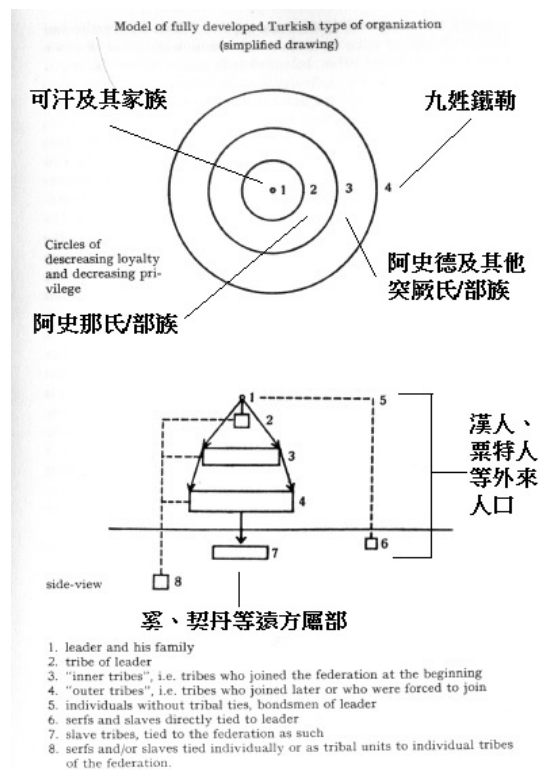 Model of fully developed Turkish type of organization
(simplified drawing)
可汗及其家族
九姓鐵勒
1
2
3
4
Circles of
descreasing loyalty
and decreasing pri-
vilege
阿史德及其他
突厥氏/部族
阿史那氏/部族
1
5
2
3
4
漢人、
粟特人
等外來
人口
6
7
side-view
8
奚、契丹等遠方屬部
1. leader and his family
2. tribe of leader
3. "inner tribes", i.e. tribes who joined the federation at the beginning
4. "outer tribes", i.e. tribes who joined later or who were forced to join
5. individuals without tribal ties, bondsmen of leader
6. serfs and slaves directly tied to leader
7. slave tribes, tied to the federation as such
8. serfs and/or slaves tied individually or as tribal units to individual tribes
of the federation.